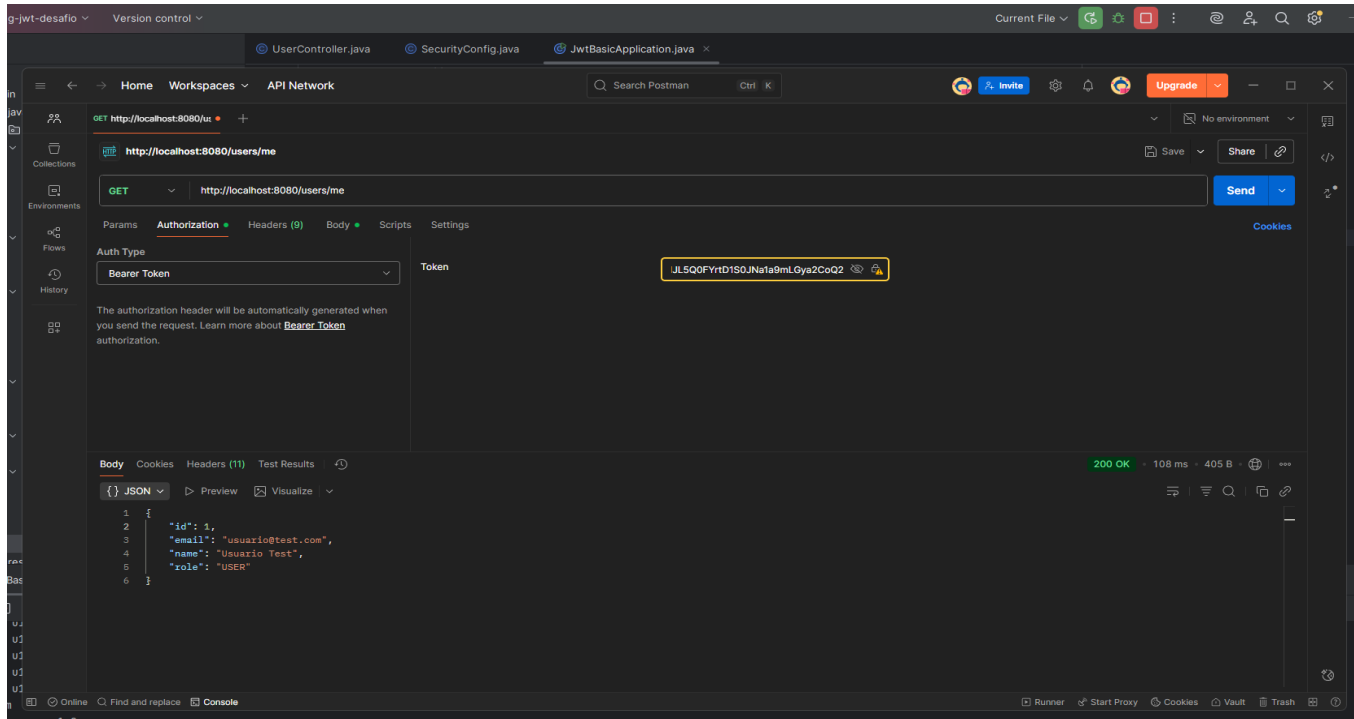 g-jwt-desafio Version control Current File
UserController.java SecurityConfig.java JwtBasicApplication.java
Home Workspaces API Network Search Postman Ctrl K Invite Upgrade
GET http://localhost:8080/us No environment
Collections
http://localhost:8080/users/me Save Share
Environments
GET http://localhost:8080/users/me Send
Params Authorization Headers (9) Body Scripts Settings Cookies
Flows
Auth Type
Bearer Token
Token JL5Q0FYrtD1S0JNa1a9mLGya2CoQ2
History
The authorization header will be automatically generated when
you send the request. Learn more about Bearer Token
authorization.
Body Cookies Headers (11) Test Results 200 OK 108 ms 405 B
{} JSON Preview Visualize
1 {
2 "id": 1,
3 "email": "usuario@test.com",
4 "name": "Usuario Test",
5 "role": "USER"
6 }
Online Find and replace Console Runner Start Proxy Cookies Vault Trash